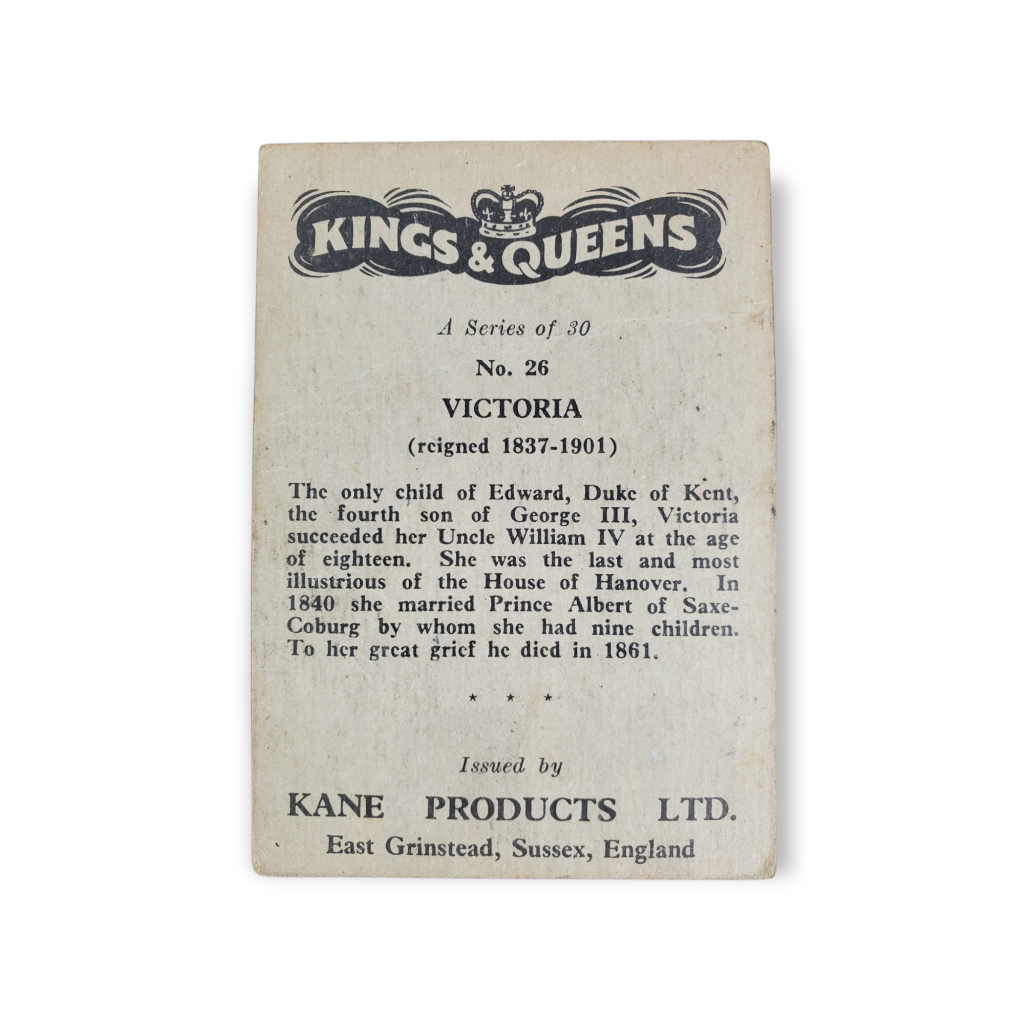 KINGS & QUEENS
A Series of 30
No. 26
VICTORIA
(reigned 1837-1901)
The only child of Edward, Duke of Kent,
the fourth son of George III, Victoria
succeeded her Uncle William IV at the age
of eighteen. She was the last and most
illustrious of the House of Hanover. In
1840 she married Prince Albert of Saxe-
Coburg by whom she had nine children.
To her great grief he died in 1861.
★ ★ ★
Issued by
KANE PRODUCTS LTD.
East Grinstead, Sussex, England